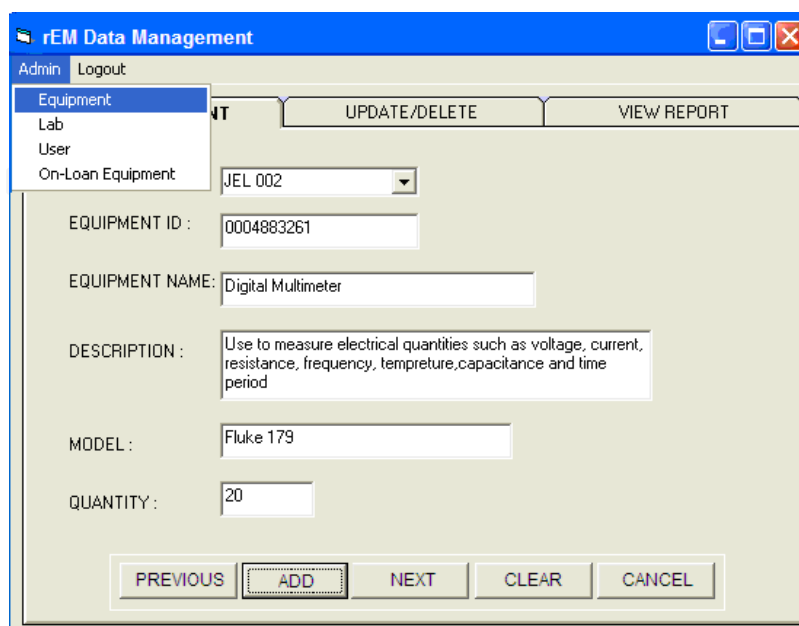 rEM Data Management
Admin Logout
Equipment
Lab
User
On-Loan Equipment
UPDATE/DELETE VIEW REPORT
JEL 002
EQUIPMENT ID : 0004883261
EQUIPMENT NAME: Digital Multimeter
DESCRIPTION : Use to measure electrical quantities such as voltage, current,
resistance, frequency, tempreture,capacitance and time
period
MODEL : Fluke 179
QUANTITY : 20
PREVIOUS ADD NEXT CLEAR CANCEL